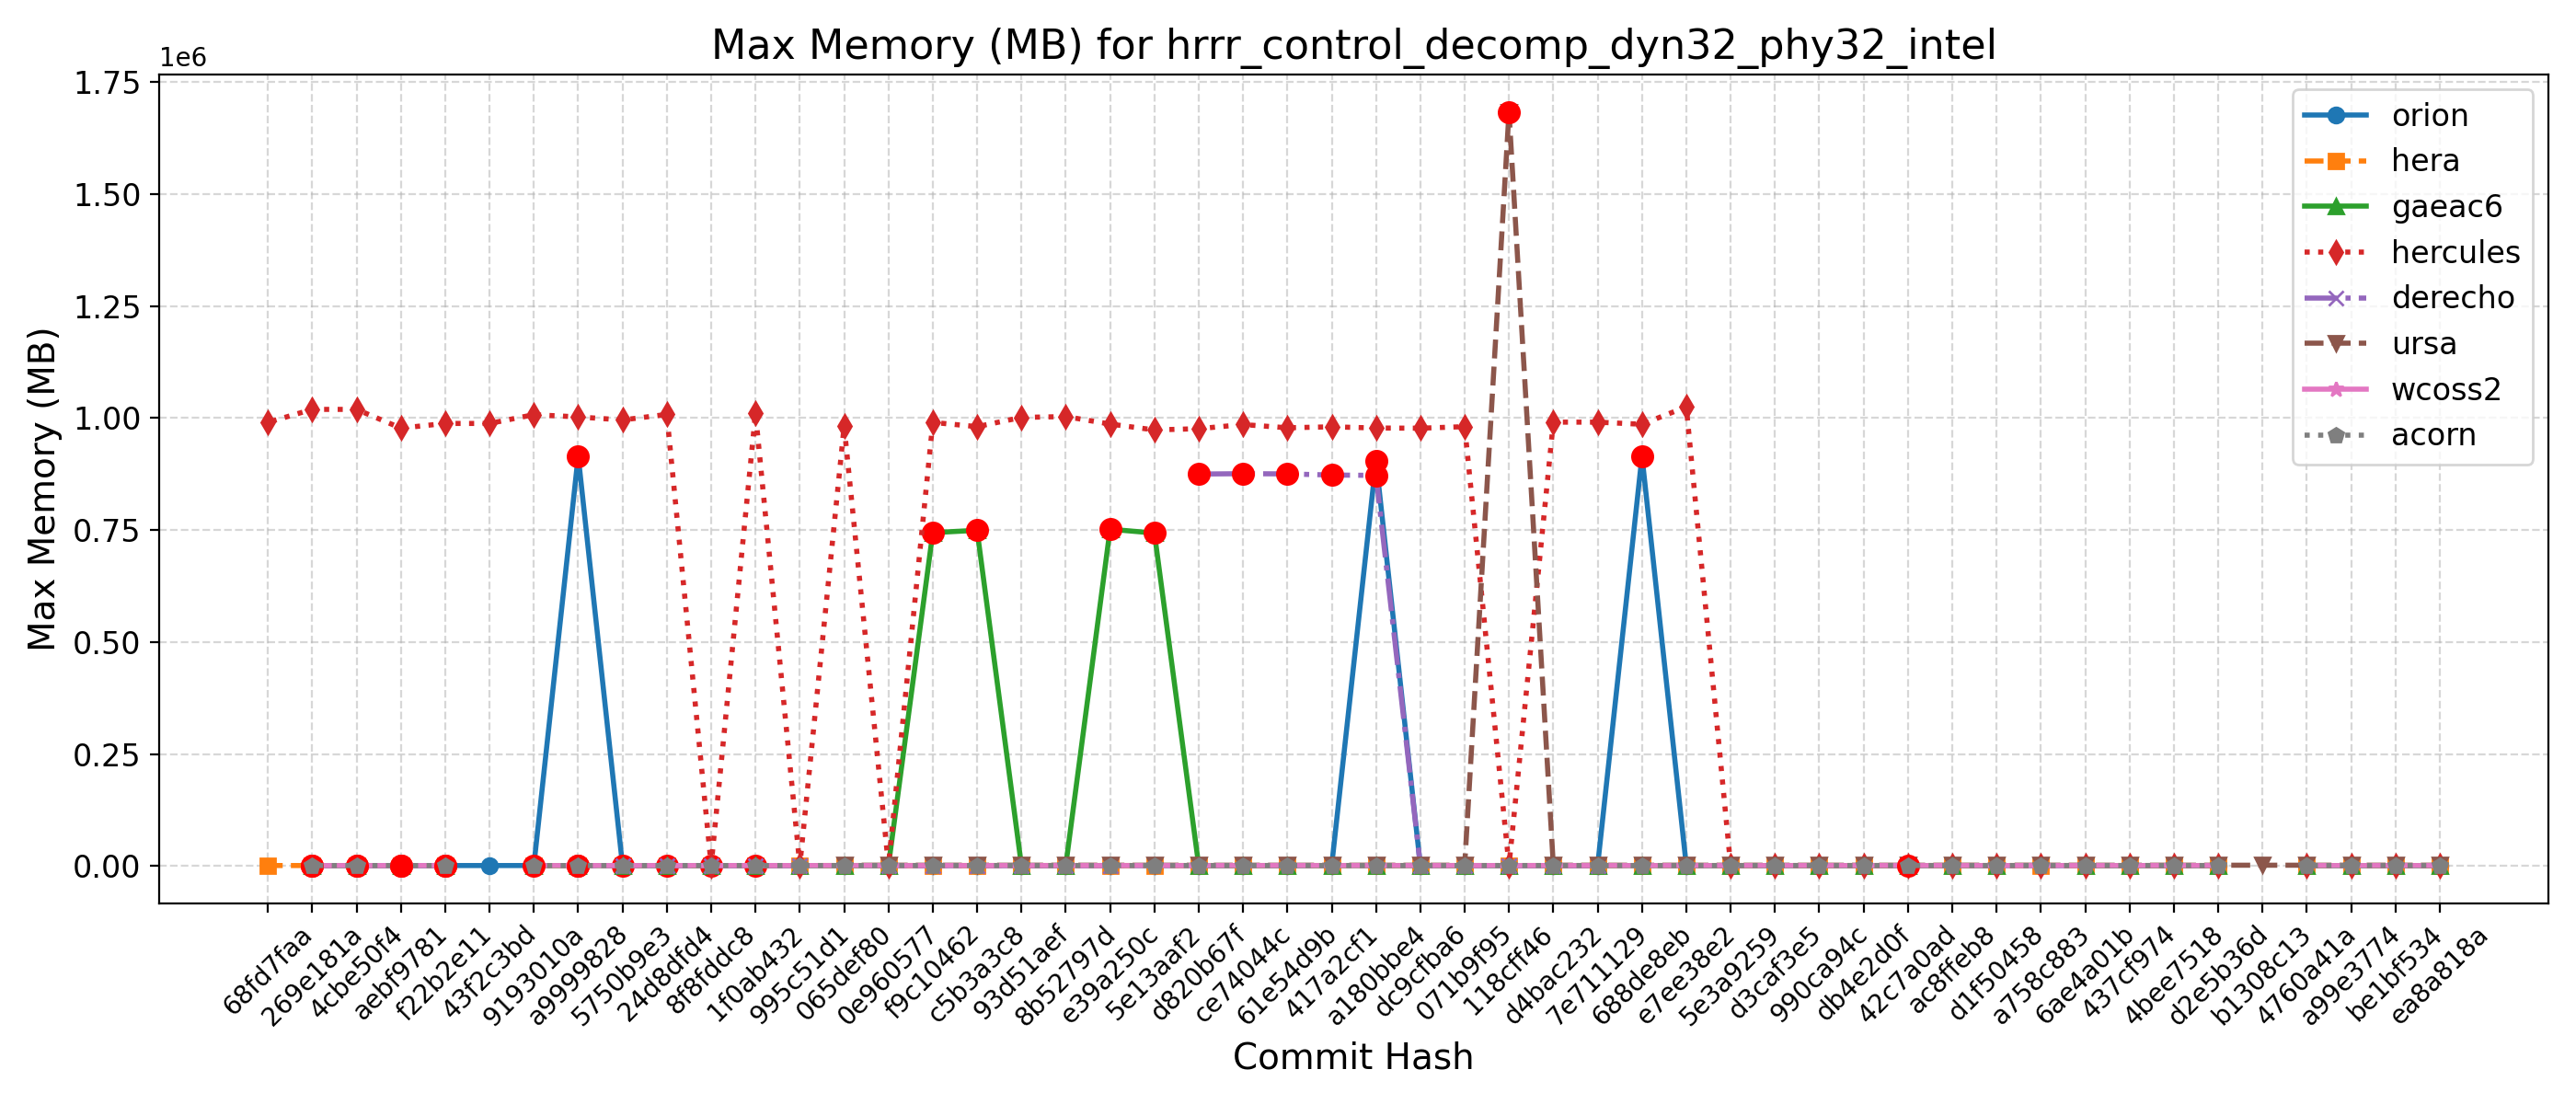 Max Memory (MB) for hrrr_control_decomp_dyn32_phy32_intel
1e6
1.75
1.50
1.25
1.00
0.75
0.50
0.25
0.00
Max Memory (MB)
orion
hera
gaeac6
hercules
derecho
ursa
wcoss2
acorn
68fd7faa
269e181a
4cbe50f4
aebf9781
f22b2e11
43f2c3bd
9193010a
a9999828
5750b9e3
24d8dfd4
8f8fddc8
1f0ab432
995c51d1
065def80
0e960577
f9c10462
c5b3a3c8
93d51aef
8b52797d
e39a250c
5e13aaf2
d820b67f
ce74044c
61e54d9b
417a2cf1
a180bbe4
dc9cfba6
071b9f95
118cff46
d4bac232
7e711129
688de8eb
e7ee38e2
5e3a9259
d3caf3e5
990ca94c
db4e2d0f
42c7a0ad
ac8ffeb8
d1f50458
a758c883
6ae4a01b
437cf974
4bee7518
d2e5b36d
b1308c13
4760a41a
a99e3774
be1bf534
ea8a818a
Commit Hash